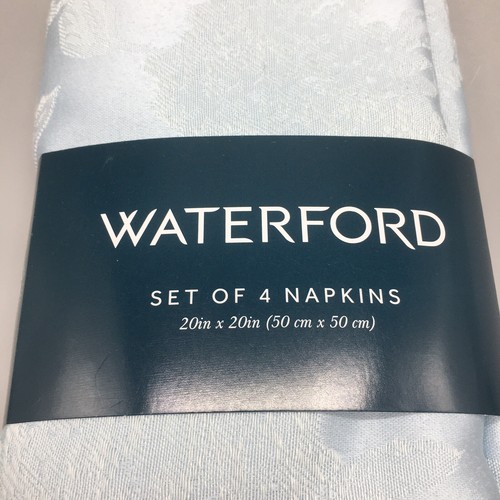 WATERFORD
SET OF 4 NAPKINS
20in x 20in (50 cm x 50 cm)